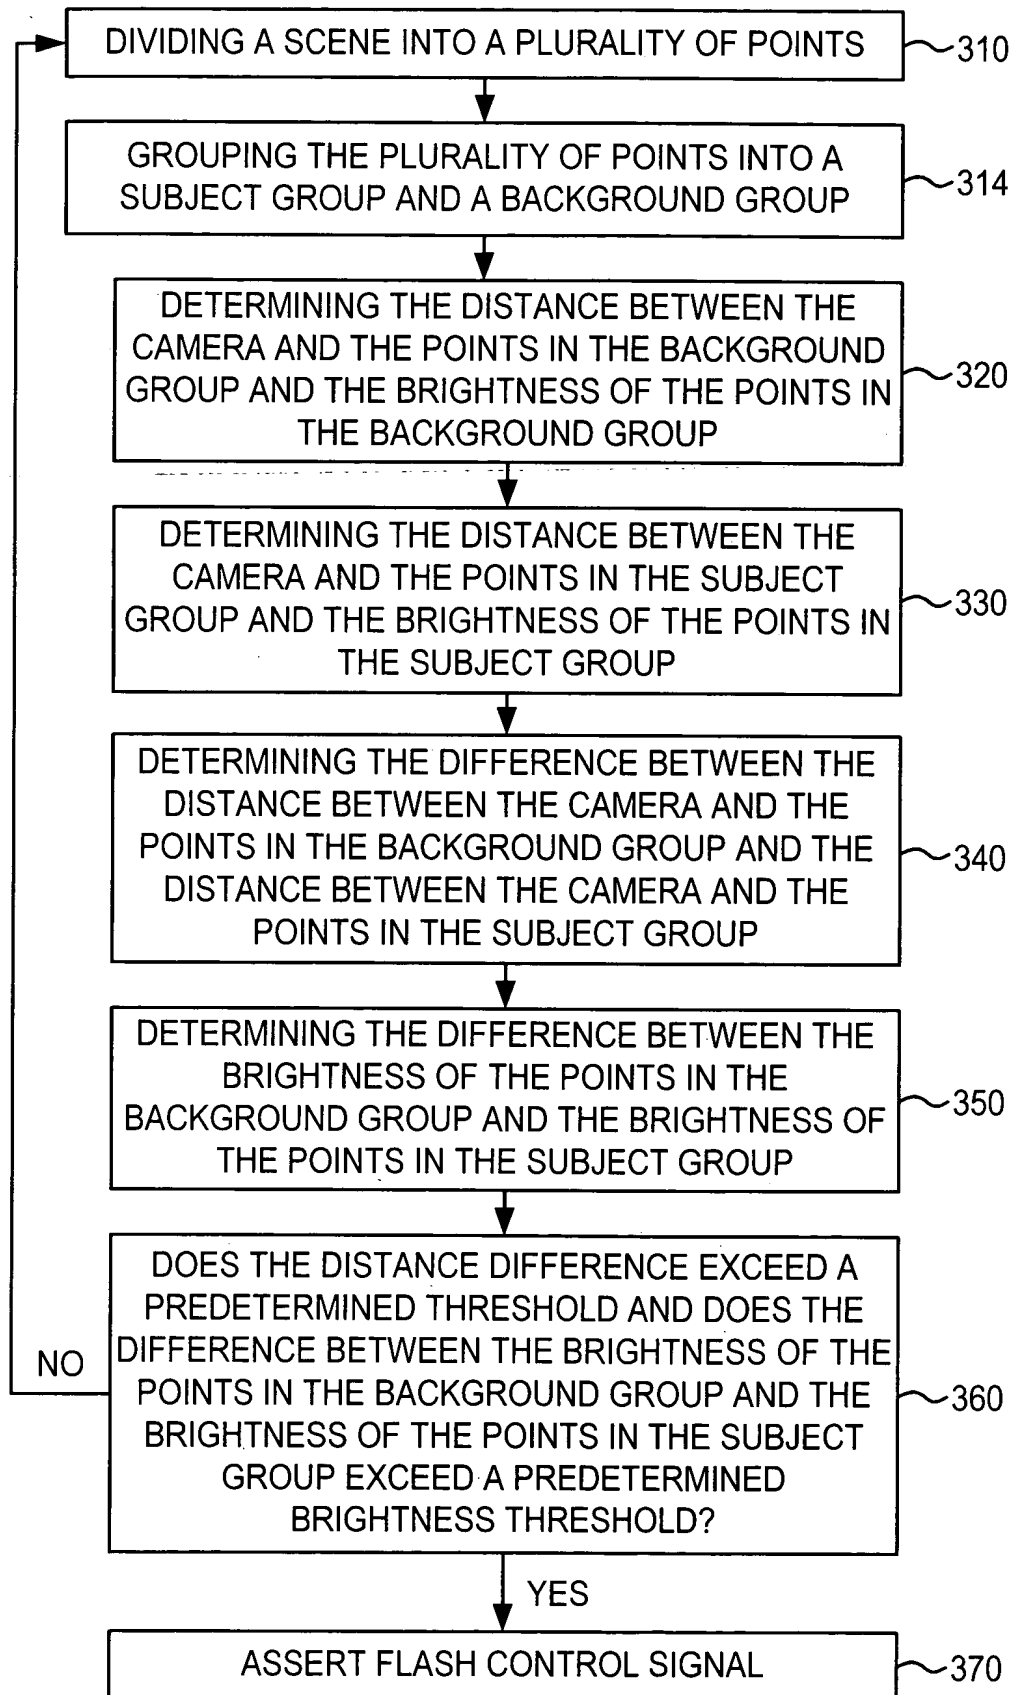 DIVIDING A SCENE INTO A PLURALITY OF POINTS
310
GROUPING THE PLURALITY OF POINTS INTO A
SUBJECT GROUP AND A BACKGROUND GROUP
314
DETERMINING THE DISTANCE BETWEEN THE
CAMERA AND THE POINTS IN THE BACKGROUND
GROUP AND THE BRIGHTNESS OF THE POINTS IN
THE BACKGROUND GROUP
320
DETERMINING THE DISTANCE BETWEEN THE
CAMERA AND THE POINTS IN THE SUBJECT
GROUP AND THE BRIGHTNESS OF THE POINTS IN
THE SUBJECT GROUP
330
DETERMINING THE DIFFERENCE BETWEEN THE
DISTANCE BETWEEN THE CAMERA AND THE
POINTS IN THE BACKGROUND GROUP AND THE
DISTANCE BETWEEN THE CAMERA AND THE
POINTS IN THE SUBJECT GROUP
340
DETERMINING THE DIFFERENCE BETWEEN THE
BRIGHTNESS OF THE POINTS IN THE
BACKGROUND GROUP AND THE BRIGHTNESS OF
THE POINTS IN THE SUBJECT GROUP
350
DOES THE DISTANCE DIFFERENCE EXCEED A
PREDETERMINED THRESHOLD AND DOES THE
DIFFERENCE BETWEEN THE BRIGHTNESS OF THE
POINTS IN THE BACKGROUND GROUP AND THE
BRIGHTNESS OF THE POINTS IN THE SUBJECT
GROUP EXCEED A PREDETERMINED
BRIGHTNESS THRESHOLD?
360
NO
YES
ASSERT FLASH CONTROL SIGNAL
370